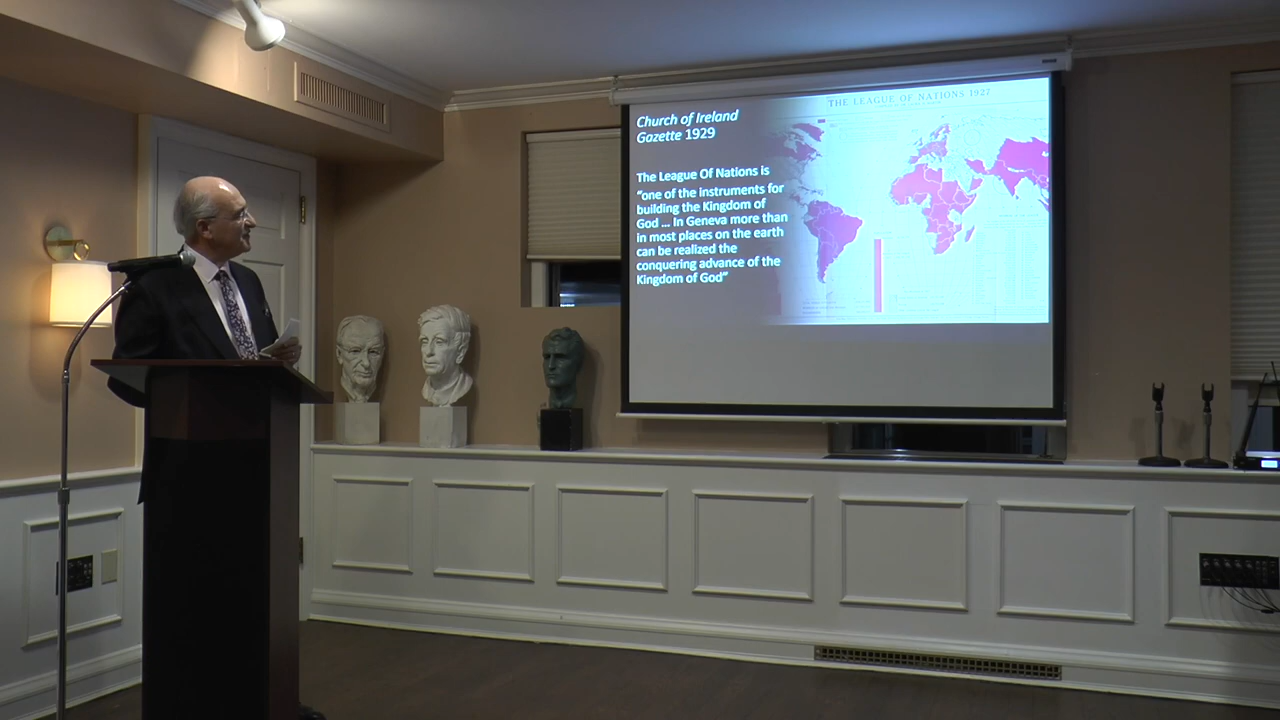 Church of Ireland
Gazette 1929
The League Of Nations is
“one of the instruments for
building the Kingdom of
God ... In Geneva more than
in most places on the earth
can be realized the
conquering advance of the
Kingdom of God”
THE LEAGUE OF NATIONS 1927